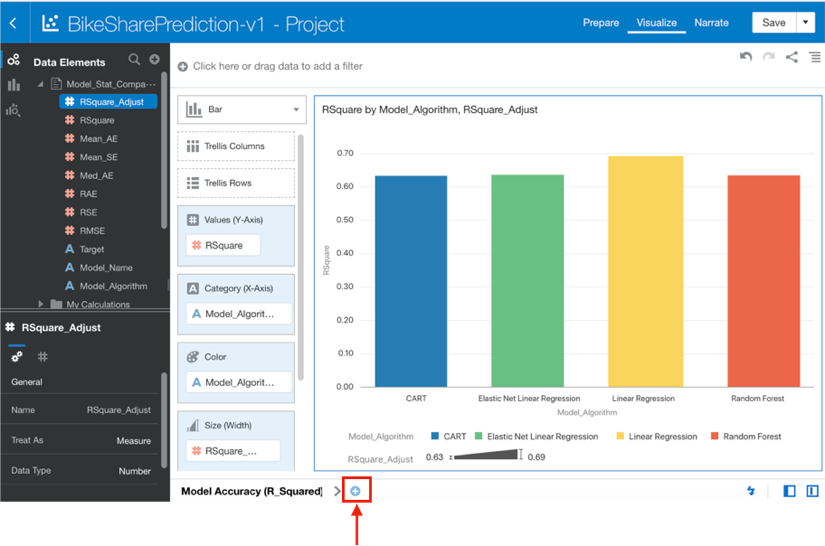 BikeSharePrediction-v1 - Project
Prepare Visualize Narrate Save
Data Elements
Model_Stat_Compa...
RSquare_Adjust
RSquare
Mean_AE
Mean_SE
Med_AE
RAE
RSE
RMSE
Target
Model_Name
Model_Algorithm
My Calculations
RSquare_Adjust
General
Name RSquare_Adjust
Treat As Measure
Data Type Number
Click here or drag data to add a filter
Bar
Trellis Columns
Trellis Rows
Values (Y-Axis)
RSquare
Category (X-Axis)
A Model_Algorit...
Color
A Model_Algorit...
Size (Width)
RSquare_...
RSquare by Model_Algorithm, RSquare_Adjust
0.70
0.60
0.50
0.40
0.30
0.20
0.10
0.00
RSquare
CART Elastic Net Linear Regression Linear Regression Random Forest
Model_Algorithm
Model_Algorithm CART Elastic Net Linear Regression Linear Regression Random Forest
RSquare_Adjust 0.63 0.69
Model Accuracy (R_Squared)